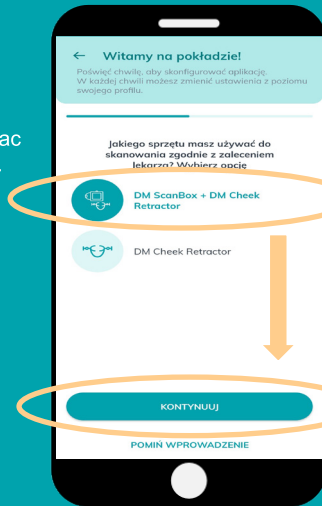 ← Witamy na pokładzie!
Poświęć chwilę, aby skonfigurować aplikację.
W każdej chwili możesz zmienić ustawienia z poziomu
swojego profilu.
Jakiego sprzętu masz używać do
skanowania zgodnie z zaleceniem
lekarza? Wybierz opcję
DM ScanBox + DM Cheek
Retractor
DM Cheek Retractor
KONTYNUUJ
POMIŃ WPROWADZENIE